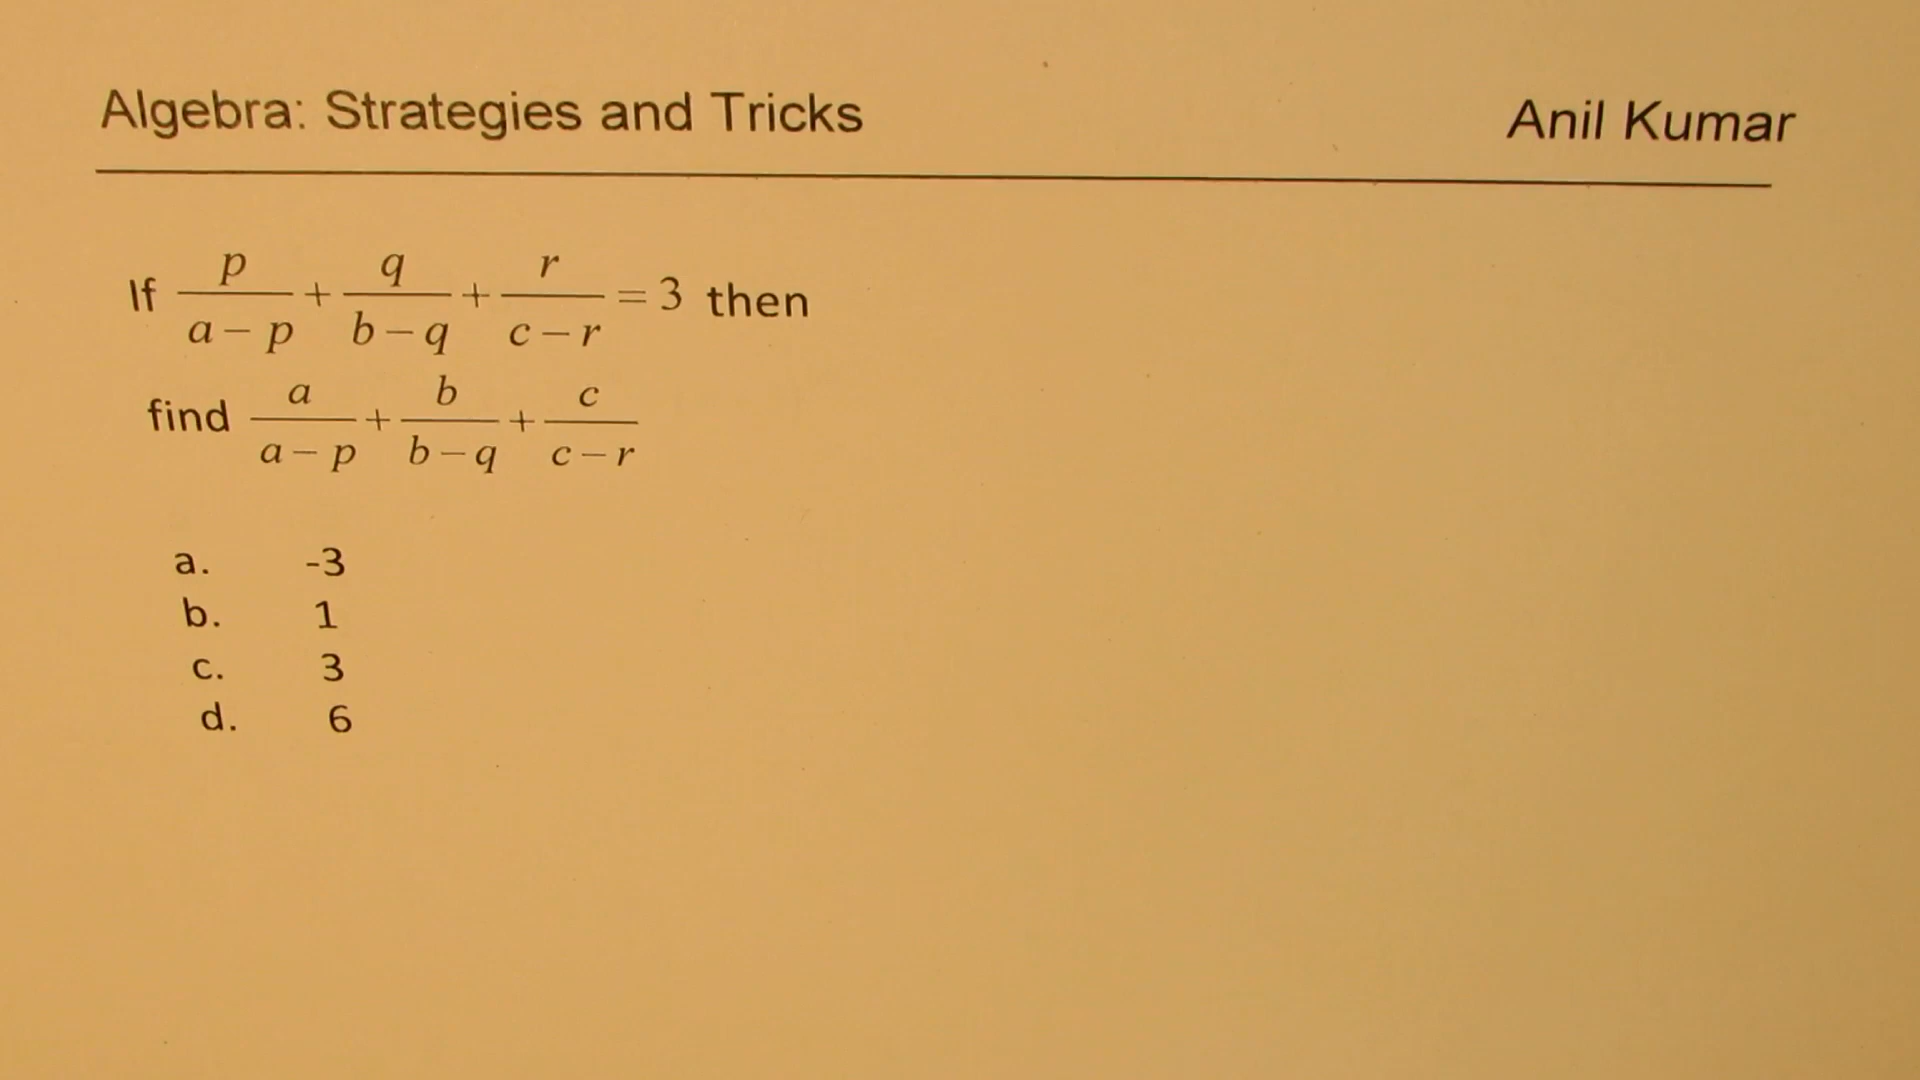 Algebra: Strategies and Tricks Anil Kumar
If p/(a − p) + q/(b − q) + r/(c − r) = 3 then
find a/(a − p) + b/(b − q) + c/(c − r)
a. -3
b. 1
c. 3
d. 6